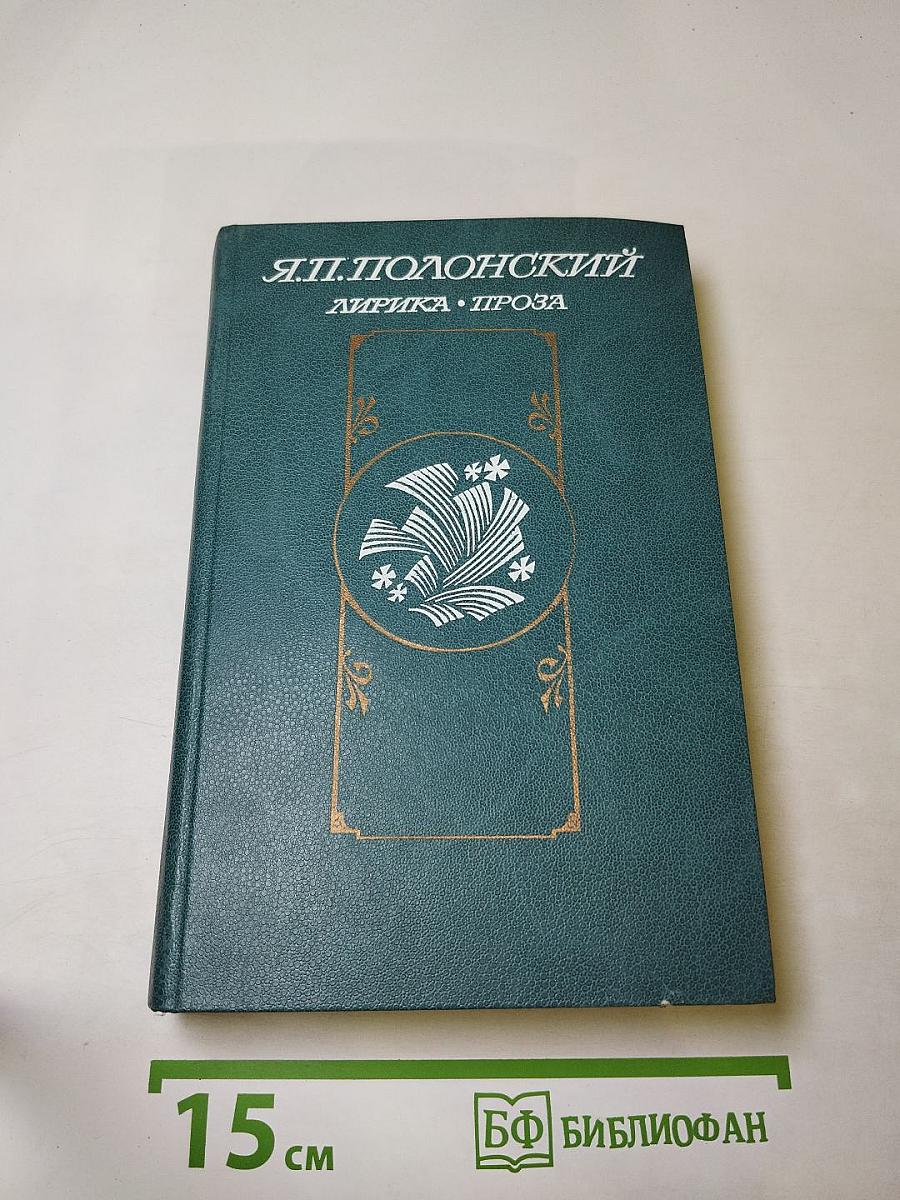 Я.П.ПОЛОНСКИЙ
ЛИРИКА • ПРОЗА
15 см
БФ БИБЛИОФАН